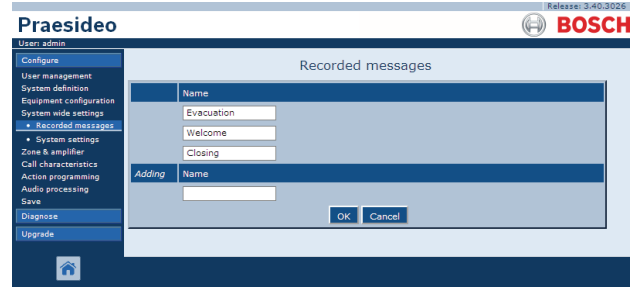 Release: 3.40.3026
Praesideo
BOSCH
User: admin
Configure
User management
System definition
Equipment configuration
System wide settings
• Recorded messages
• System settings
Zone & amplifier
Call characteristics
Action programming
Audio processing
Save
Diagnose
Upgrade
Recorded messages
Name
Evacuation
Welcome
Closing
Adding Name
OK Cancel